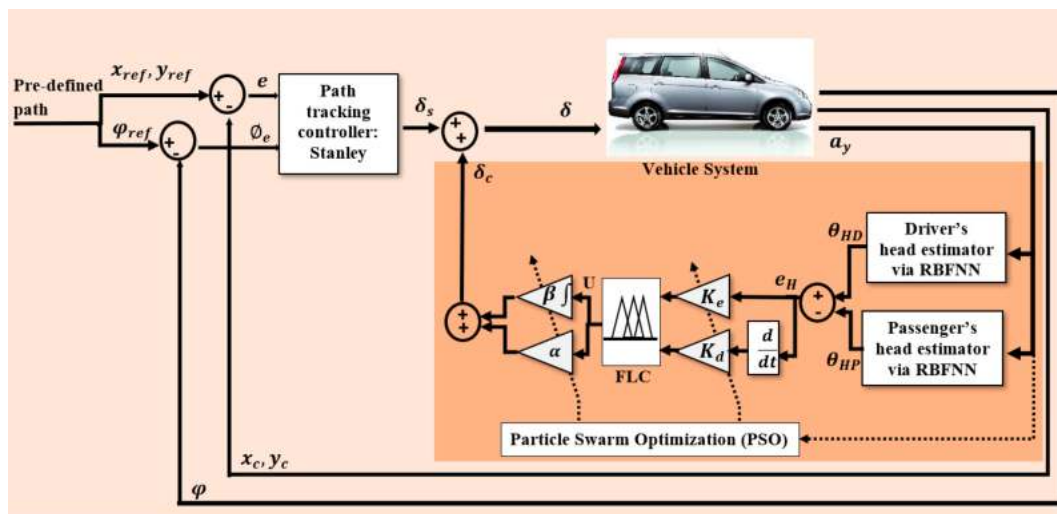 Pre-defined
path
x_ref, y_ref
φ_ref
+
-
+
-
e
∅_e
Path
tracking
controller:
Stanley
δ_s
+
+
δ
δ_c
Vehicle System
a_y
Driver's
head estimator
via RBFNN
θ_HD
Passenger's
head estimator
via RBFNN
θ_HP
+
-
e_H
K_e
K_d
d
dt
FLC
U
β ∫
α
+
+
Particle Swarm Optimization (PSO)
x_c, y_c
φ